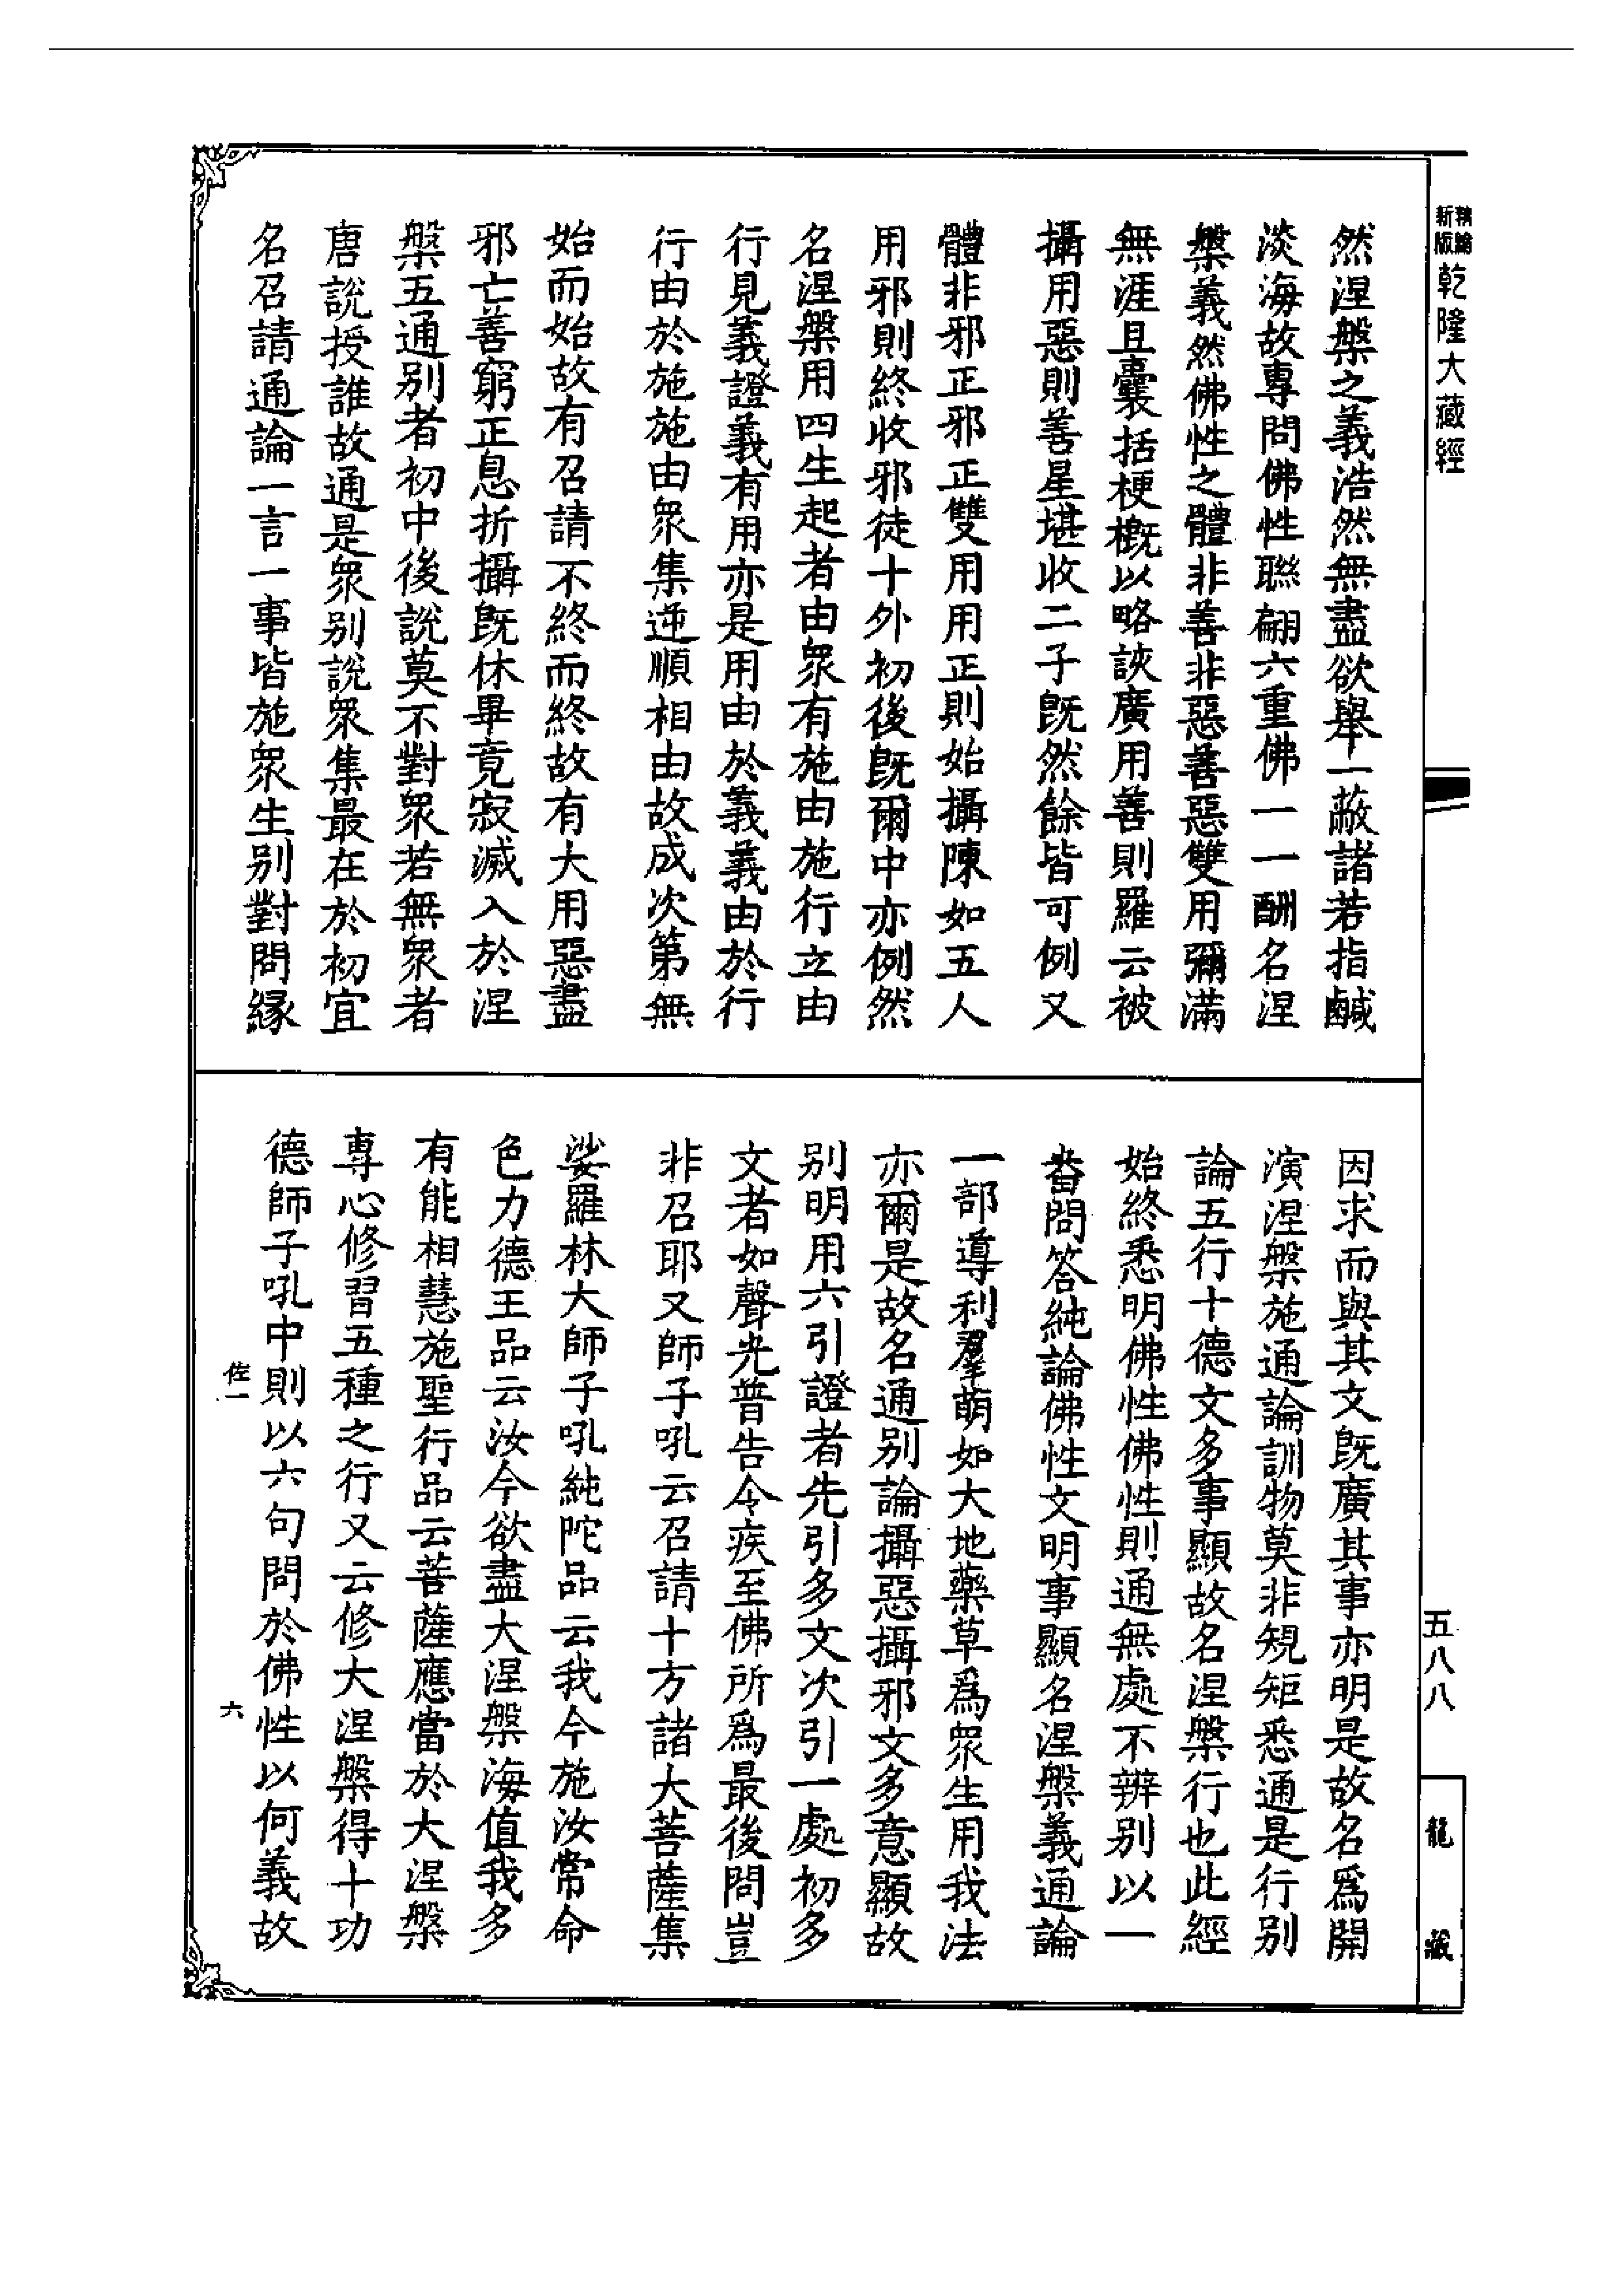 精編
新版
乾隆大藏經
然涅槃之義浩然無盡欲舉一蔽諸若指鹹
淡海故專問佛性聯翩六重佛一一酬名涅
槃義然佛性之體非善非惡善惡雙用彌滿
無涯且囊括梗槪以略詼廣用善則羅云被
攝用惡則善星堪收二子旣然餘皆可例又
體非邪正邪正雙用用正則始攝陳如五人
用邪則終收邪徒十外初後旣爾中亦例然
名涅槃用四生起者由衆有施由施行立由
行見義證義有用亦是用由於義義由於行
行由於施施由衆集逆順相由故成次第無
始而始故有召請不終而終故有大用惡盡
邪亡善窮正息折攝旣休畢竟寂滅入於涅
槃五通別者初中後說莫不對衆若無衆者
唐說授誰故通是衆別說衆集最在於初宜
名召請通論一言一事皆施衆生別對問緣
因求而與其文旣廣其事亦明是故名爲開
演涅槃施通論訓物莫非規矩悉通是行別
論五行十德文多事顯故名涅槃行也此經
始終悉明佛性佛性則通無處不辨別以一
番問答純論佛性文明事顯名涅槃義通論
一部導利羣萌如大地藥草爲衆生用我法
亦爾是故名通別論攝惡攝邪文多意顯故
別明用六引證者先引多文次引一處初多
文者如聲光普告令疾至佛所爲最後問豈
非召耶又師子吼云召請十方諸大菩薩集
娑羅林大師子吼純陀品云我今施汝常命
色力德王品云汝今欲盡大涅槃海值我多
有能相慧施聖行品云菩薩應當於大涅槃
專心修習五種之行又云修大涅槃得十功
德師子吼中則以六句問於佛性以何義故
佐一
六
五八八
龍藏